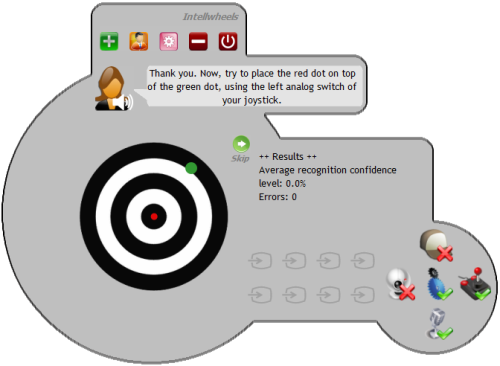 Intellwheels
Thank you. Now, try to place the red dot on top
of the green dot, using the left analog switch of
your joystick.
Skip
++ Results ++
Average recognition confidence
level: 0.0%
Errors: 0